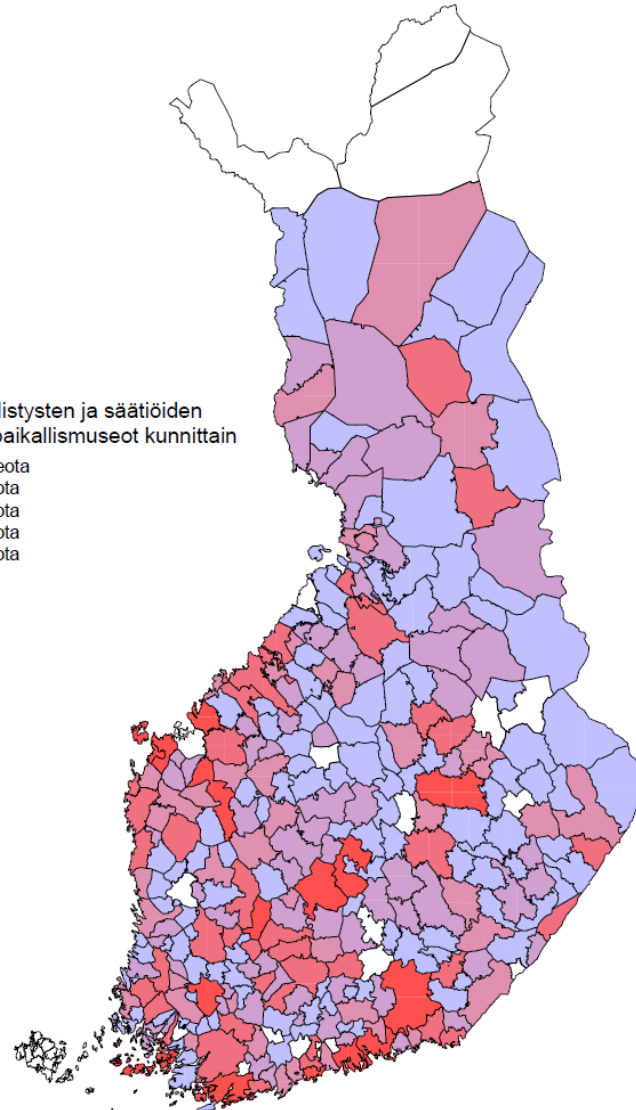 listysten ja säätiöiden
paikallismuseot kunnittain
eota
ota
ota
ota
ota